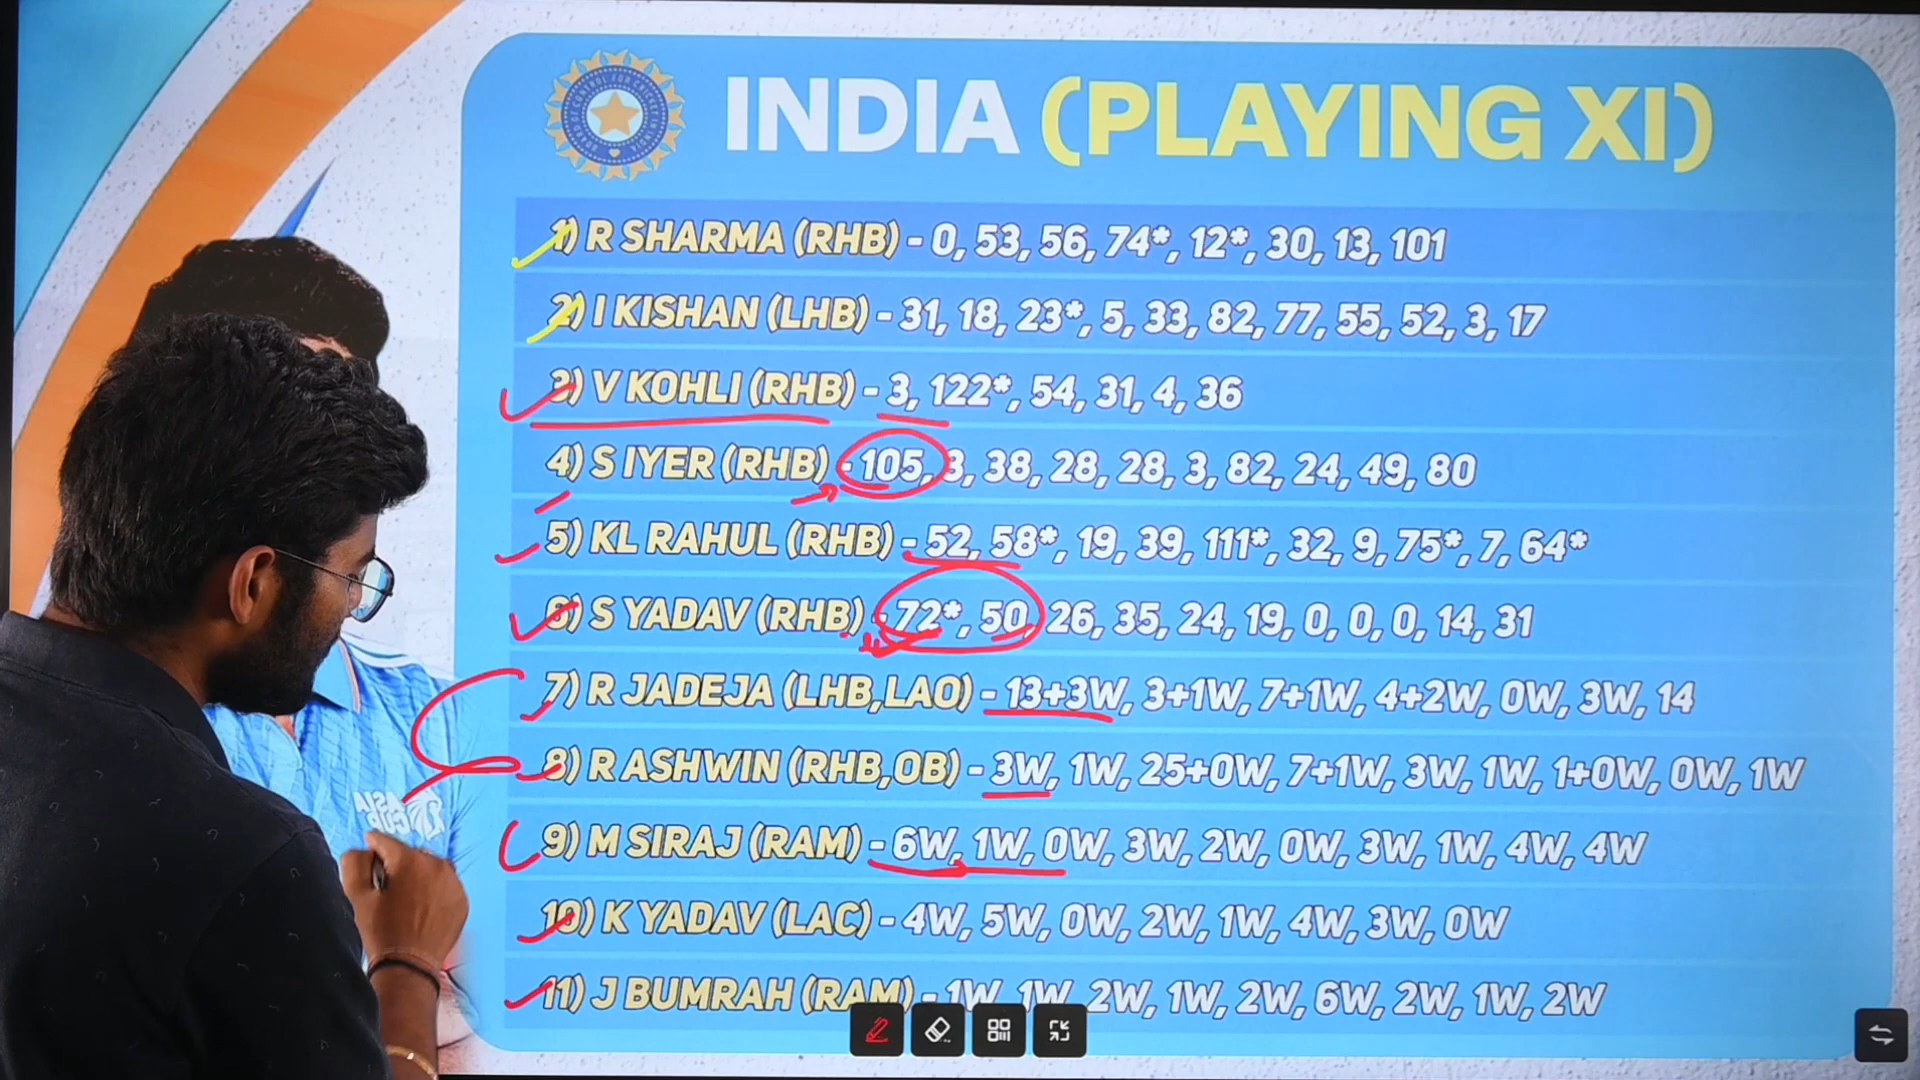 INDIA (PLAYING XI)
1) R SHARMA (RHB) - 0, 53, 56, 74*, 12*, 30, 13, 101
2) I KISHAN (LHB) - 31, 18, 23*, 5, 33, 82, 77, 55, 52, 3, 17
3) V KOHLI (RHB) - 3, 122*, 54, 31, 4, 36
4) S IYER (RHB) - 105, 3, 38, 28, 28, 3, 82, 24, 49, 80
5) KL RAHUL (RHB) - 52, 58*, 19, 39, 111*, 32, 9, 75*, 7, 64*
6) S YADAV (RHB) - 72*, 50, 26, 35, 24, 19, 0, 0, 0, 14, 31
7) R JADEJA (LHB,LAO) - 13+3W, 3+1W, 7+1W, 4+2W, 0W, 3W, 14
8) R ASHWIN (RHB,OB) - 3W, 1W, 25+0W, 7+1W, 3W, 1W, 1+0W, 0W, 1W
9) M SIRAJ (RAM) - 6W, 1W, 0W, 3W, 2W, 0W, 3W, 1W, 4W, 4W
10) K YADAV (LAC) - 4W, 5W, 0W, 2W, 1W, 4W, 3W, 0W
11) J BUMRAH (RAM) - 1W, 1W, 2W, 1W, 2W, 6W, 2W, 1W, 2W